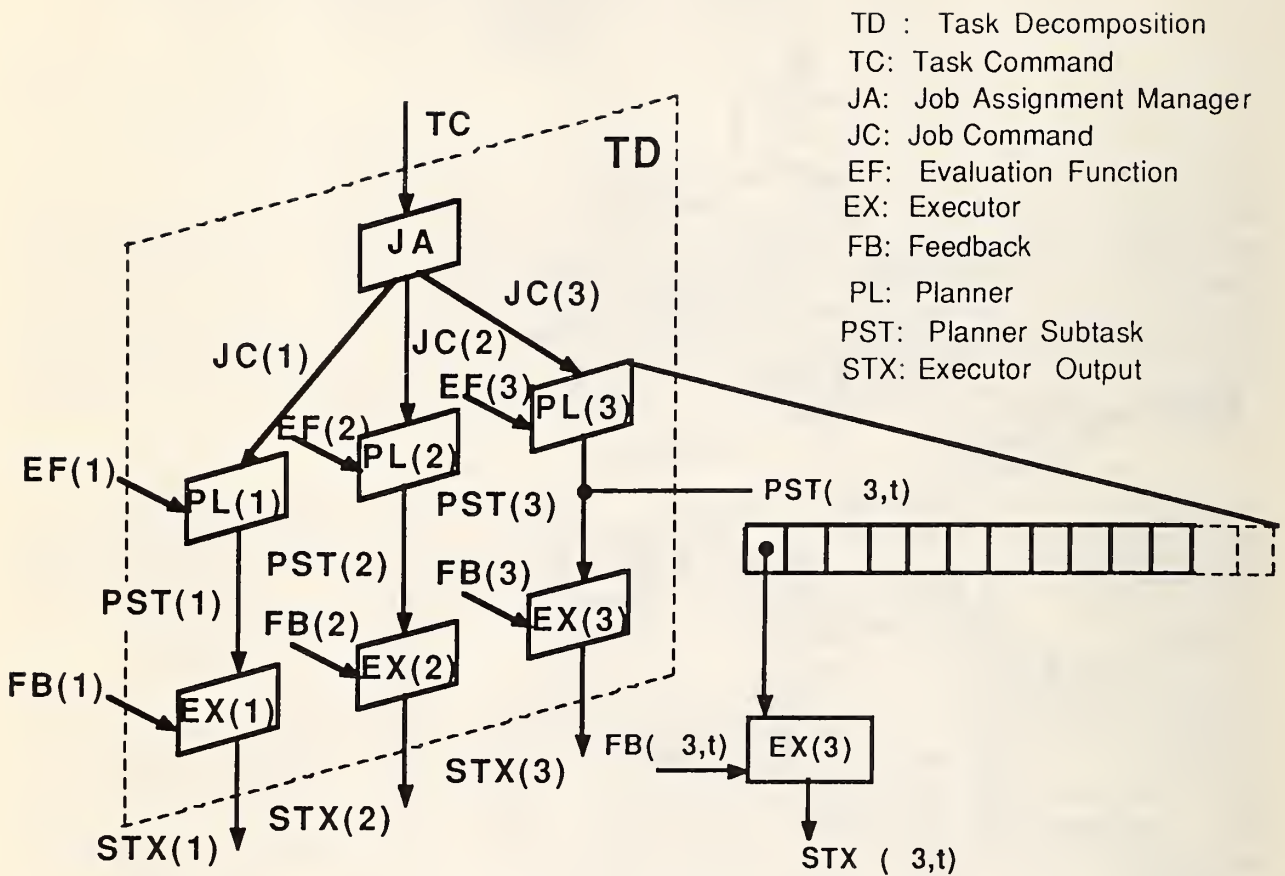 TD : Task Decomposition
TC: Task Command
JA: Job Assignment Manager
JC: Job Command
EF: Evaluation Function
EX: Executor
FB: Feedback
PL: Planner
PST: Planner Subtask
STX: Executor Output
TC
TD
JA
JC(3)
JC(1)
JC(2)
EF(3)
PL(3)
EF(2)
PL(2)
EF(1)
PL(1)
PST(3)
PST( 3,t)
PST(2)
FB(3)
PST(1)
EX(3)
FB(2)
EX(2)
FB(1)
EX(1)
FB( 3,t)
EX(3)
STX(3)
STX(2)
STX(1)
STX ( 3,t)